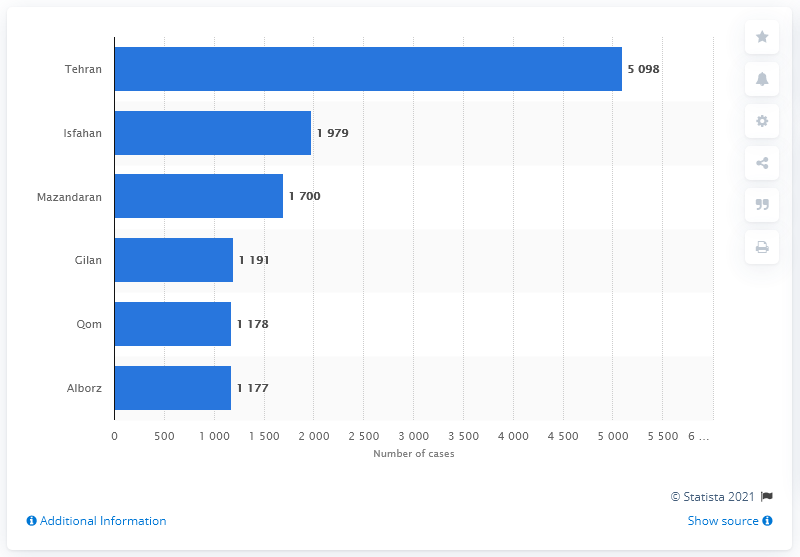 Tehran 5 098
Isfahan 1 979
Mazandaran 1 700
Gilan 1 191
Qom 1 178
Alborz 1 177
0 500 1 000 1 500 2 000 2 500 3 000 3 500 4 000 4 500 5 000 5 500 6 ...
Number of cases
© Statista 2021
Additional Information Show source